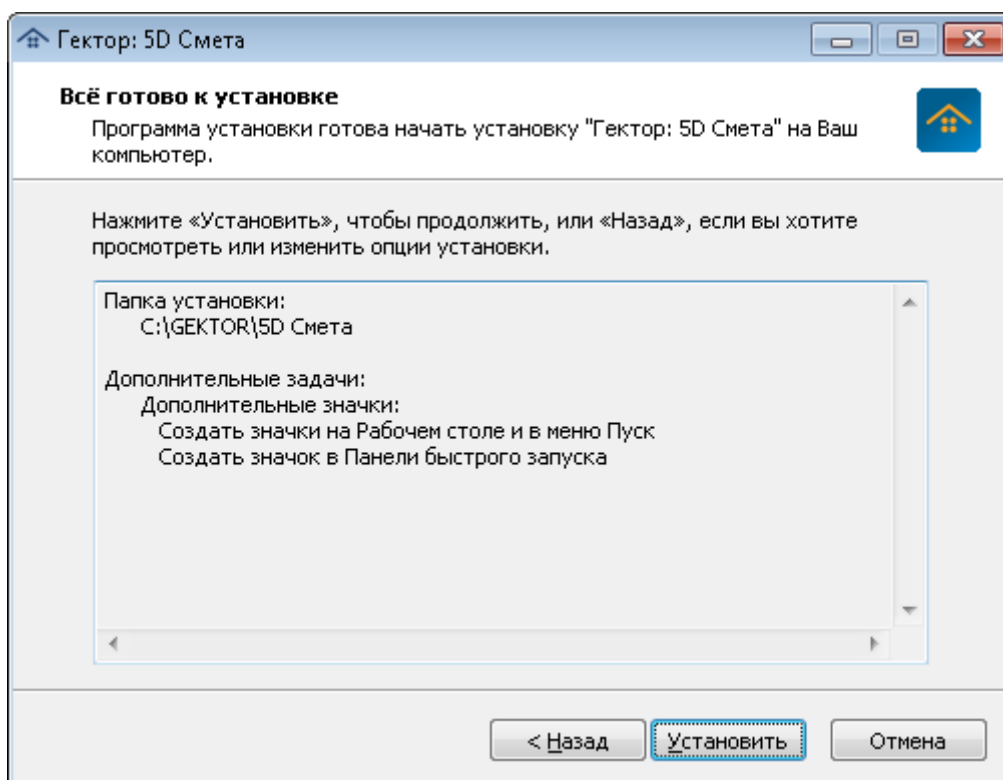 Гектор: 5D Смета
Всё готово к установке
Программа установки готова начать установку "Гектор: 5D Смета" на Ваш
компьютер.
Нажмите «Установить», чтобы продолжить, или «Назад», если вы хотите
просмотреть или изменить опции установки.
Папка установки:
C:\GEKTOR\5D Смета
Дополнительные задачи:
Дополнительные значки:
Создать значки на Рабочем столе и в меню Пуск
Создать значок в Панели быстрого запуска
< Назад
Установить
Отмена